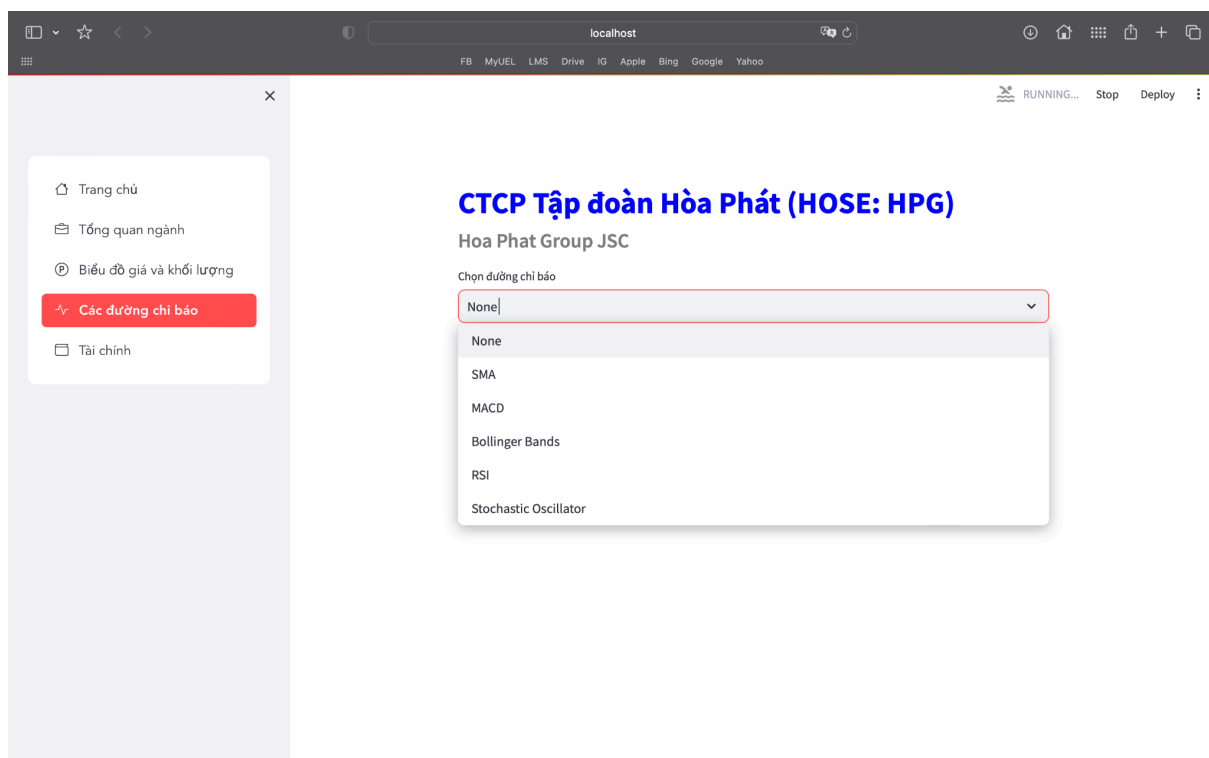 localhost
FB MyUEL LMS Drive IG Apple Bing Google Yahoo
RUNNING... Stop Deploy
Trang chủ
Tổng quan ngành
Biểu đồ giá và khối lượng
Các đường chỉ báo
Tài chính
CTCP Tập đoàn Hòa Phát (HOSE: HPG)
Hoa Phat Group JSC
Chọn đường chỉ báo
None
None
SMA
MACD
Bollinger Bands
RSI
Stochastic Oscillator